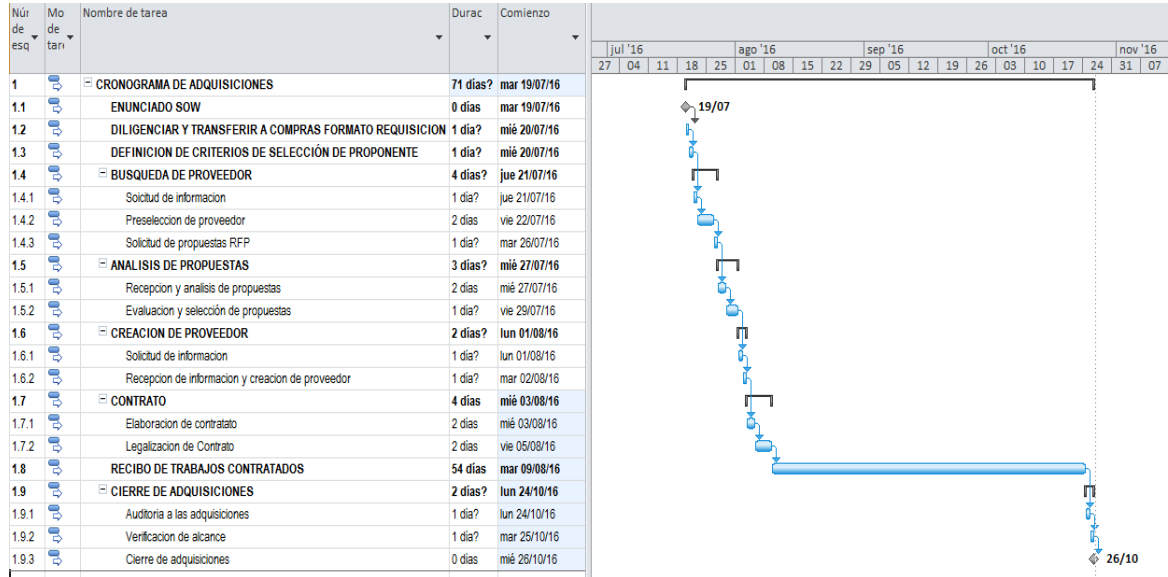 Núr Mo Nombre de tarea Durac Comienzo
de de
esq tare
jul '16 ago '16 sep '16 oct '16 nov '16
27 04 11 18 25 01 08 15 22 29 05 12 19 26 03 10 17 24 31 07
1 CRONOGRAMA DE ADQUISICIONES 71 días? mar 19/07/16
1.1 ENUNCIADO SOW 0 días mar 19/07/16 19/07
1.2 DILIGENCIAR Y TRANSFERIR A COMPRAS FORMATO REQUISICION 1 día? mié 20/07/16
1.3 DEFINICION DE CRITERIOS DE SELECCIÓN DE PROPONENTE 1 día? mié 20/07/16
1.4 BUSQUEDA DE PROVEEDOR 4 días? jue 21/07/16
1.4.1 Soicitud de informacion 1 día? jue 21/07/16
1.4.2 Preseleccion de proveedor 2 días vie 22/07/16
1.4.3 Solicitud de propuestas RFP 1 día? mar 26/07/16
1.5 ANALISIS DE PROPUESTAS 3 días? mié 27/07/16
1.5.1 Recepcion y analisis de propuestas 2 días mié 27/07/16
1.5.2 Evaluacion y selección de propuestas 1 día? vie 29/07/16
1.6 CREACION DE PROVEEDOR 2 días? lun 01/08/16
1.6.1 Solicitud de informacion 1 día? lun 01/08/16
1.6.2 Recepcion de informacion y creacion de proveedor 1 día? mar 02/08/16
1.7 CONTRATO 4 días mié 03/08/16
1.7.1 Elaboracion de contratato 2 días mié 03/08/16
1.7.2 Legalizacion de Contrato 2 días vie 05/08/16
1.8 RECIBO DE TRABAJOS CONTRATADOS 54 días mar 09/08/16
1.9 CIERRE DE ADQUISICIONES 2 días? lun 24/10/16
1.9.1 Auditoria a las adquisiciones 1 día? lun 24/10/16
1.9.2 Verificacion de alcance 1 día? mar 25/10/16
1.9.3 Cierre de adquisiciones 0 días mié 26/10/16 26/10